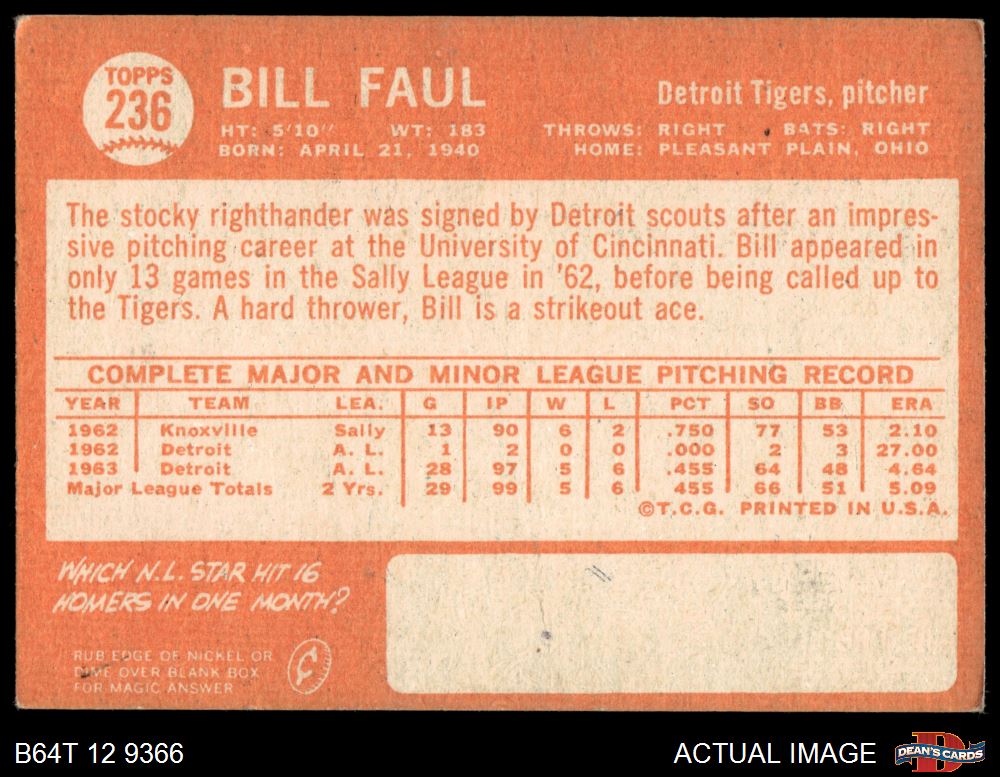 TOPPS
236
BILL FAUL
Detroit Tigers, pitcher
HT: 5'10" WT: 183
THROWS: RIGHT BATS: RIGHT
BORN: APRIL 21, 1940
HOME: PLEASANT PLAIN, OHIO
The stocky righthander was signed by Detroit scouts after an impres-
sive pitching career at the University of Cincinnati. Bill appeared in
only 13 games in the Sally League in '62, before being called up to
the Tigers. A hard thrower, Bill is a strikeout ace.
COMPLETE MAJOR AND MINOR LEAGUE PITCHING RECORD
YEAR TEAM LEA. G IP W L PCT SO BB ERA
1962 Knoxville Sally 13 90 6 2 .750 77 53 2.10
1962 Detroit A. L. 1 2 0 0 .000 2 3 27.00
1963 Detroit A. L. 28 97 5 6 .455 64 48 4.64
Major League Totals 2 Yrs. 29 99 5 6 .455 66 51 5.09
©T.C.G. PRINTED IN U.S.A.
WHICH N.L. STAR HIT 16
HOMERS IN ONE MONTH?
RUB EDGE OF NICKEL OR
DIME OVER BLANK BOX
FOR MAGIC ANSWER
B64T 12 9366
ACTUAL IMAGE
D
DEAN'S CARDS